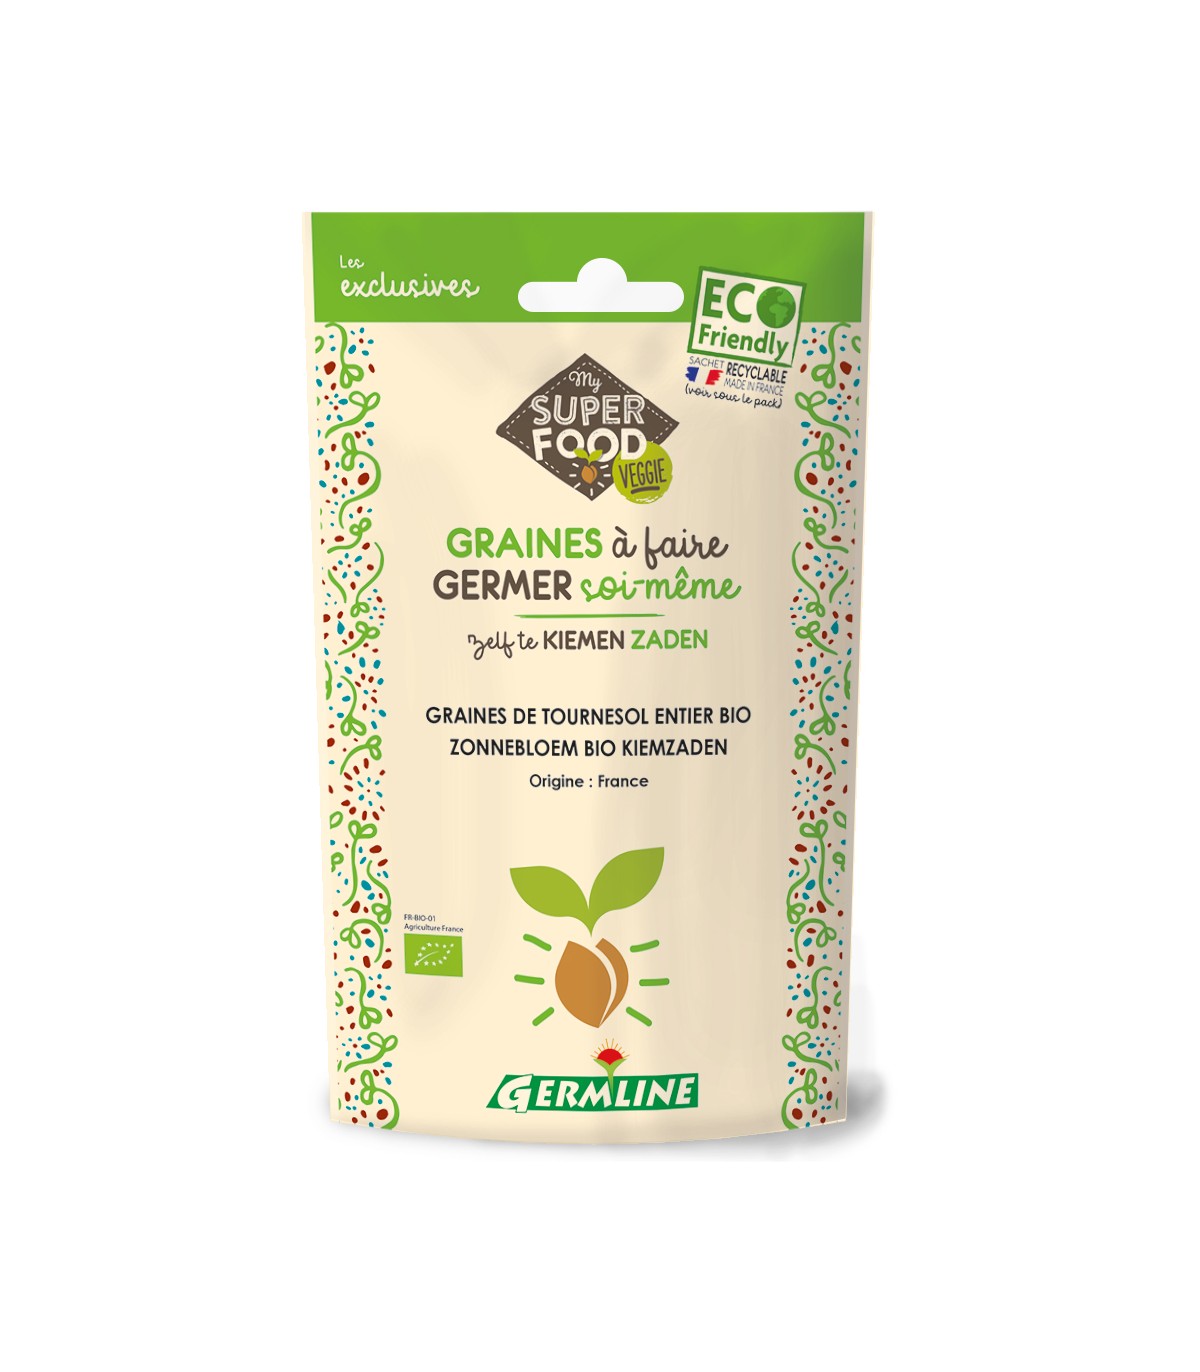 Les
exclusives
ECO
Friendly
SACHET RECYCLABLE
MADE IN FRANCE
(voir sous le pack)
My
SUPER
FOOD
VEGGIE
GRAINES à faire
GERMER soi-même
zelf te KIEMEN ZADEN
GRAINES DE TOURNESOL ENTIER BIO
ZONNEBLOEM BIO KIEMZADEN
Origine : France
FR-BIO-01
Agriculture France
GERMLINE